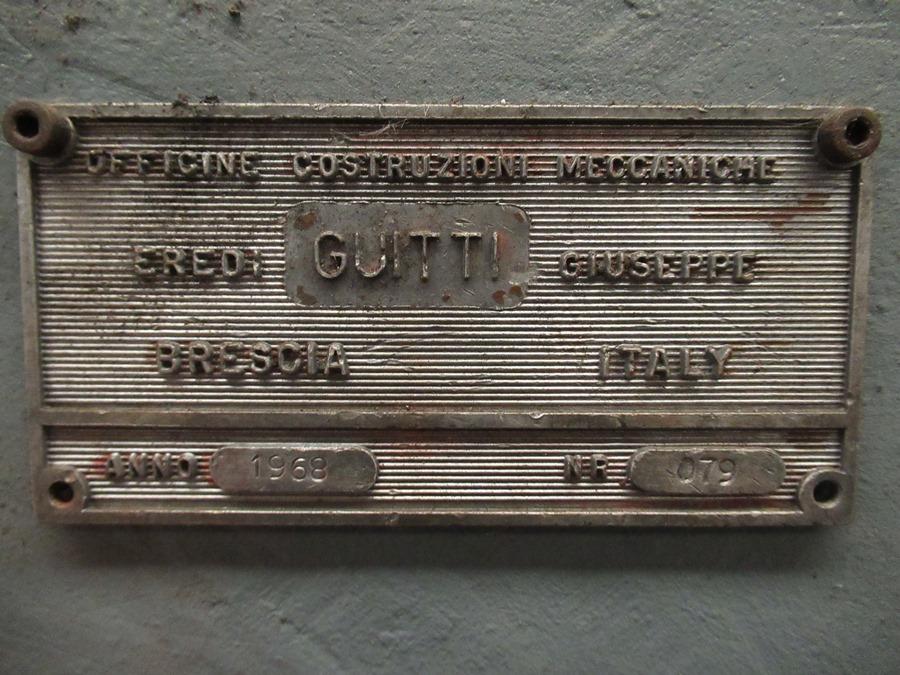 OFFICINE COSTRUZIONI MECCANICHE
EREDI GUITTI GIUSEPPE
BRESCIA ITALY
ANNO 1968 NR 079